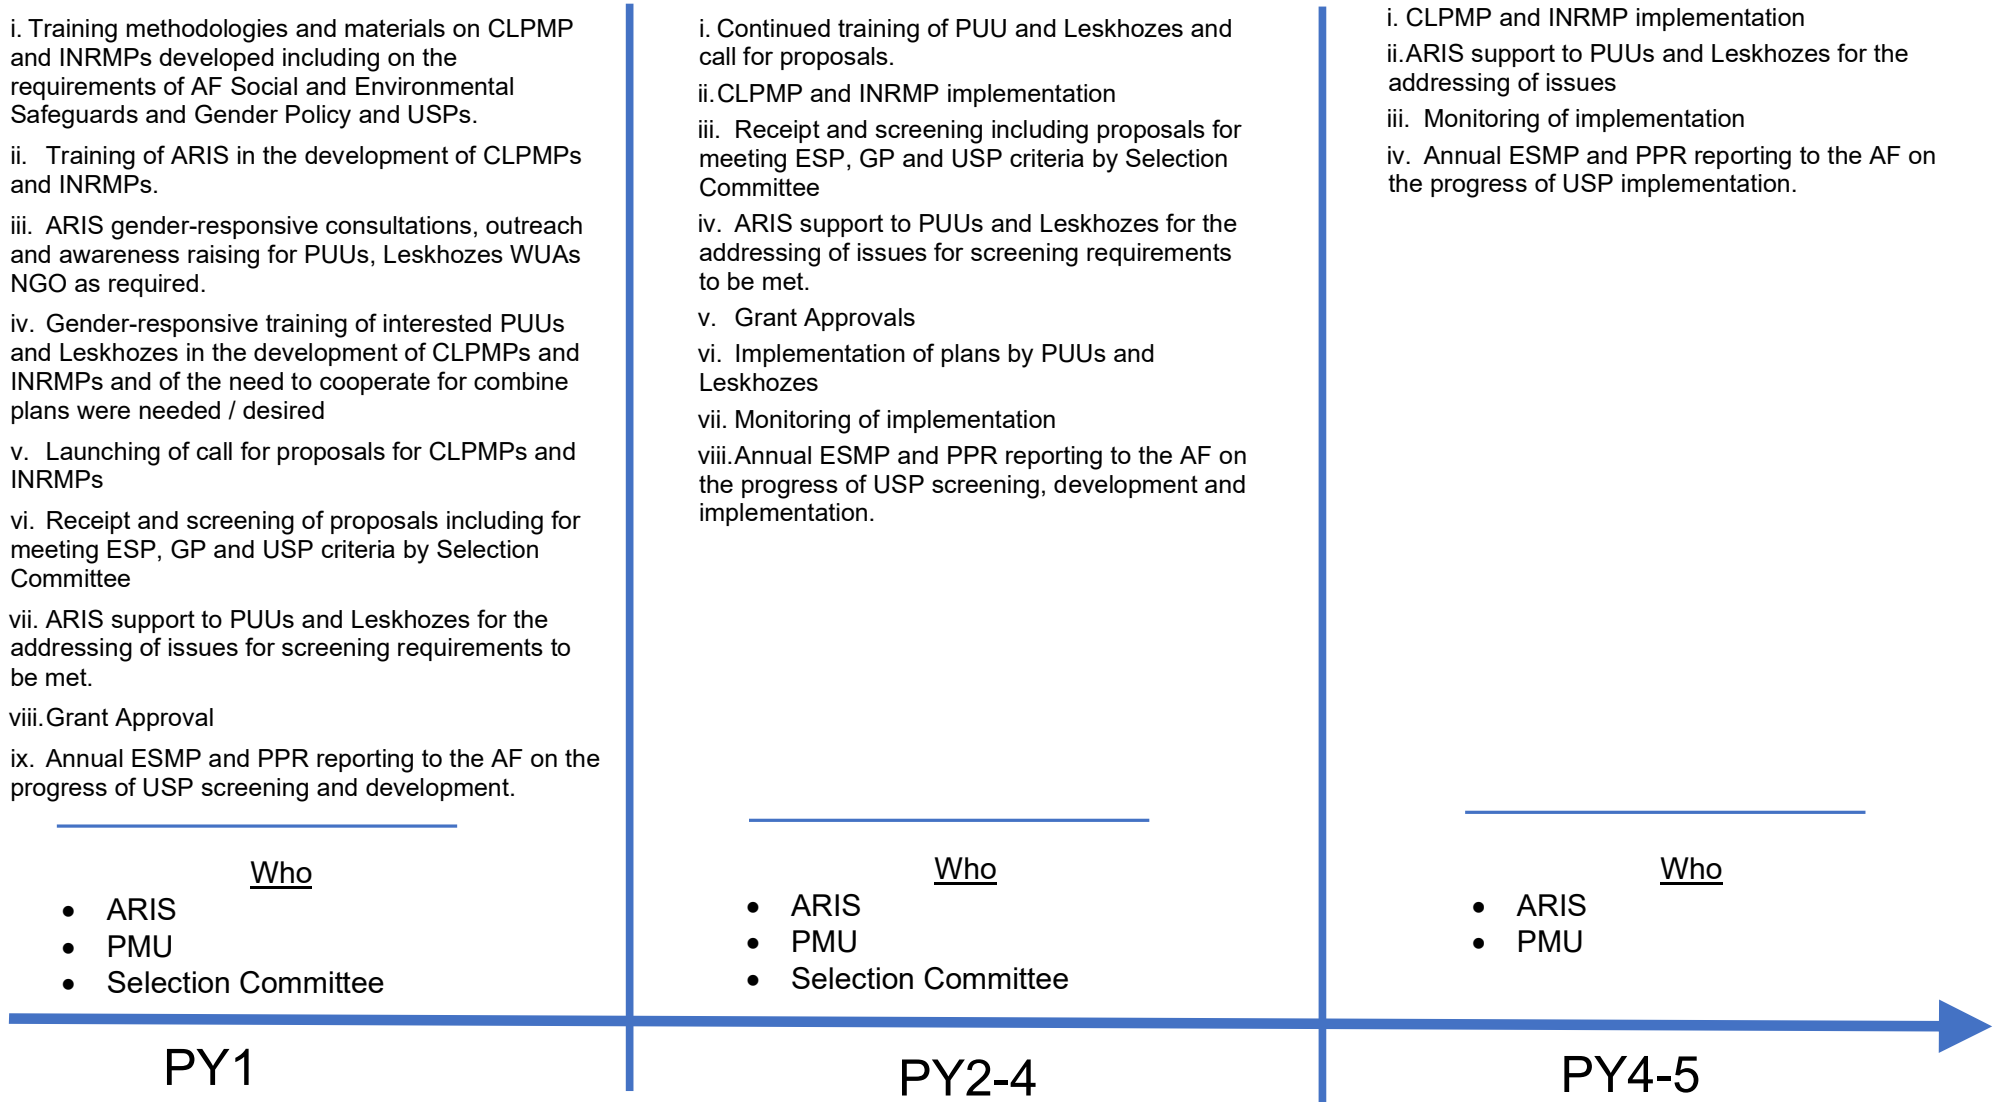 i. Training methodologies and materials on CLPMP
and INRMPs developed including on the
requirements of AF Social and Environmental
Safeguards and Gender Policy and USPs.
ii. Training of ARIS in the development of CLPMPs
and INRMPs.
iii. ARIS gender-responsive consultations, outreach
and awareness raising for PUUs, Leskhozes WUAs
NGO as required.
iv. Gender-responsive training of interested PUUs
and Leskhozes in the development of CLPMPs and
INRMPs and of the need to cooperate for combine
plans were needed / desired
v. Launching of call for proposals for CLPMPs and
INRMPs
vi. Receipt and screening of proposals including for
meeting ESP, GP and USP criteria by Selection
Committee
vii. ARIS support to PUUs and Leskhozes for the
addressing of issues for screening requirements to
be met.
viii. Grant Approval
ix. Annual ESMP and PPR reporting to the AF on the
progress of USP screening and development.
Who
• ARIS
• PMU
• Selection Committee
PY1
i. Continued training of PUU and Leskhozes and
call for proposals.
ii. CLPMP and INRMP implementation
iii. Receipt and screening including proposals for
meeting ESP, GP and USP criteria by Selection
Committee
iv. ARIS support to PUUs and Leskhozes for the
addressing of issues for screening requirements
to be met.
v. Grant Approvals
vi. Implementation of plans by PUUs and
Leskhozes
vii. Monitoring of implementation
viii. Annual ESMP and PPR reporting to the AF on
the progress of USP screening, development and
implementation.
Who
• ARIS
• PMU
• Selection Committee
PY2-4
i. CLPMP and INRMP implementation
ii. ARIS support to PUUs and Leskhozes for the
addressing of issues
iii. Monitoring of implementation
iv. Annual ESMP and PPR reporting to the AF on
the progress of USP implementation.
Who
• ARIS
• PMU
PY4-5